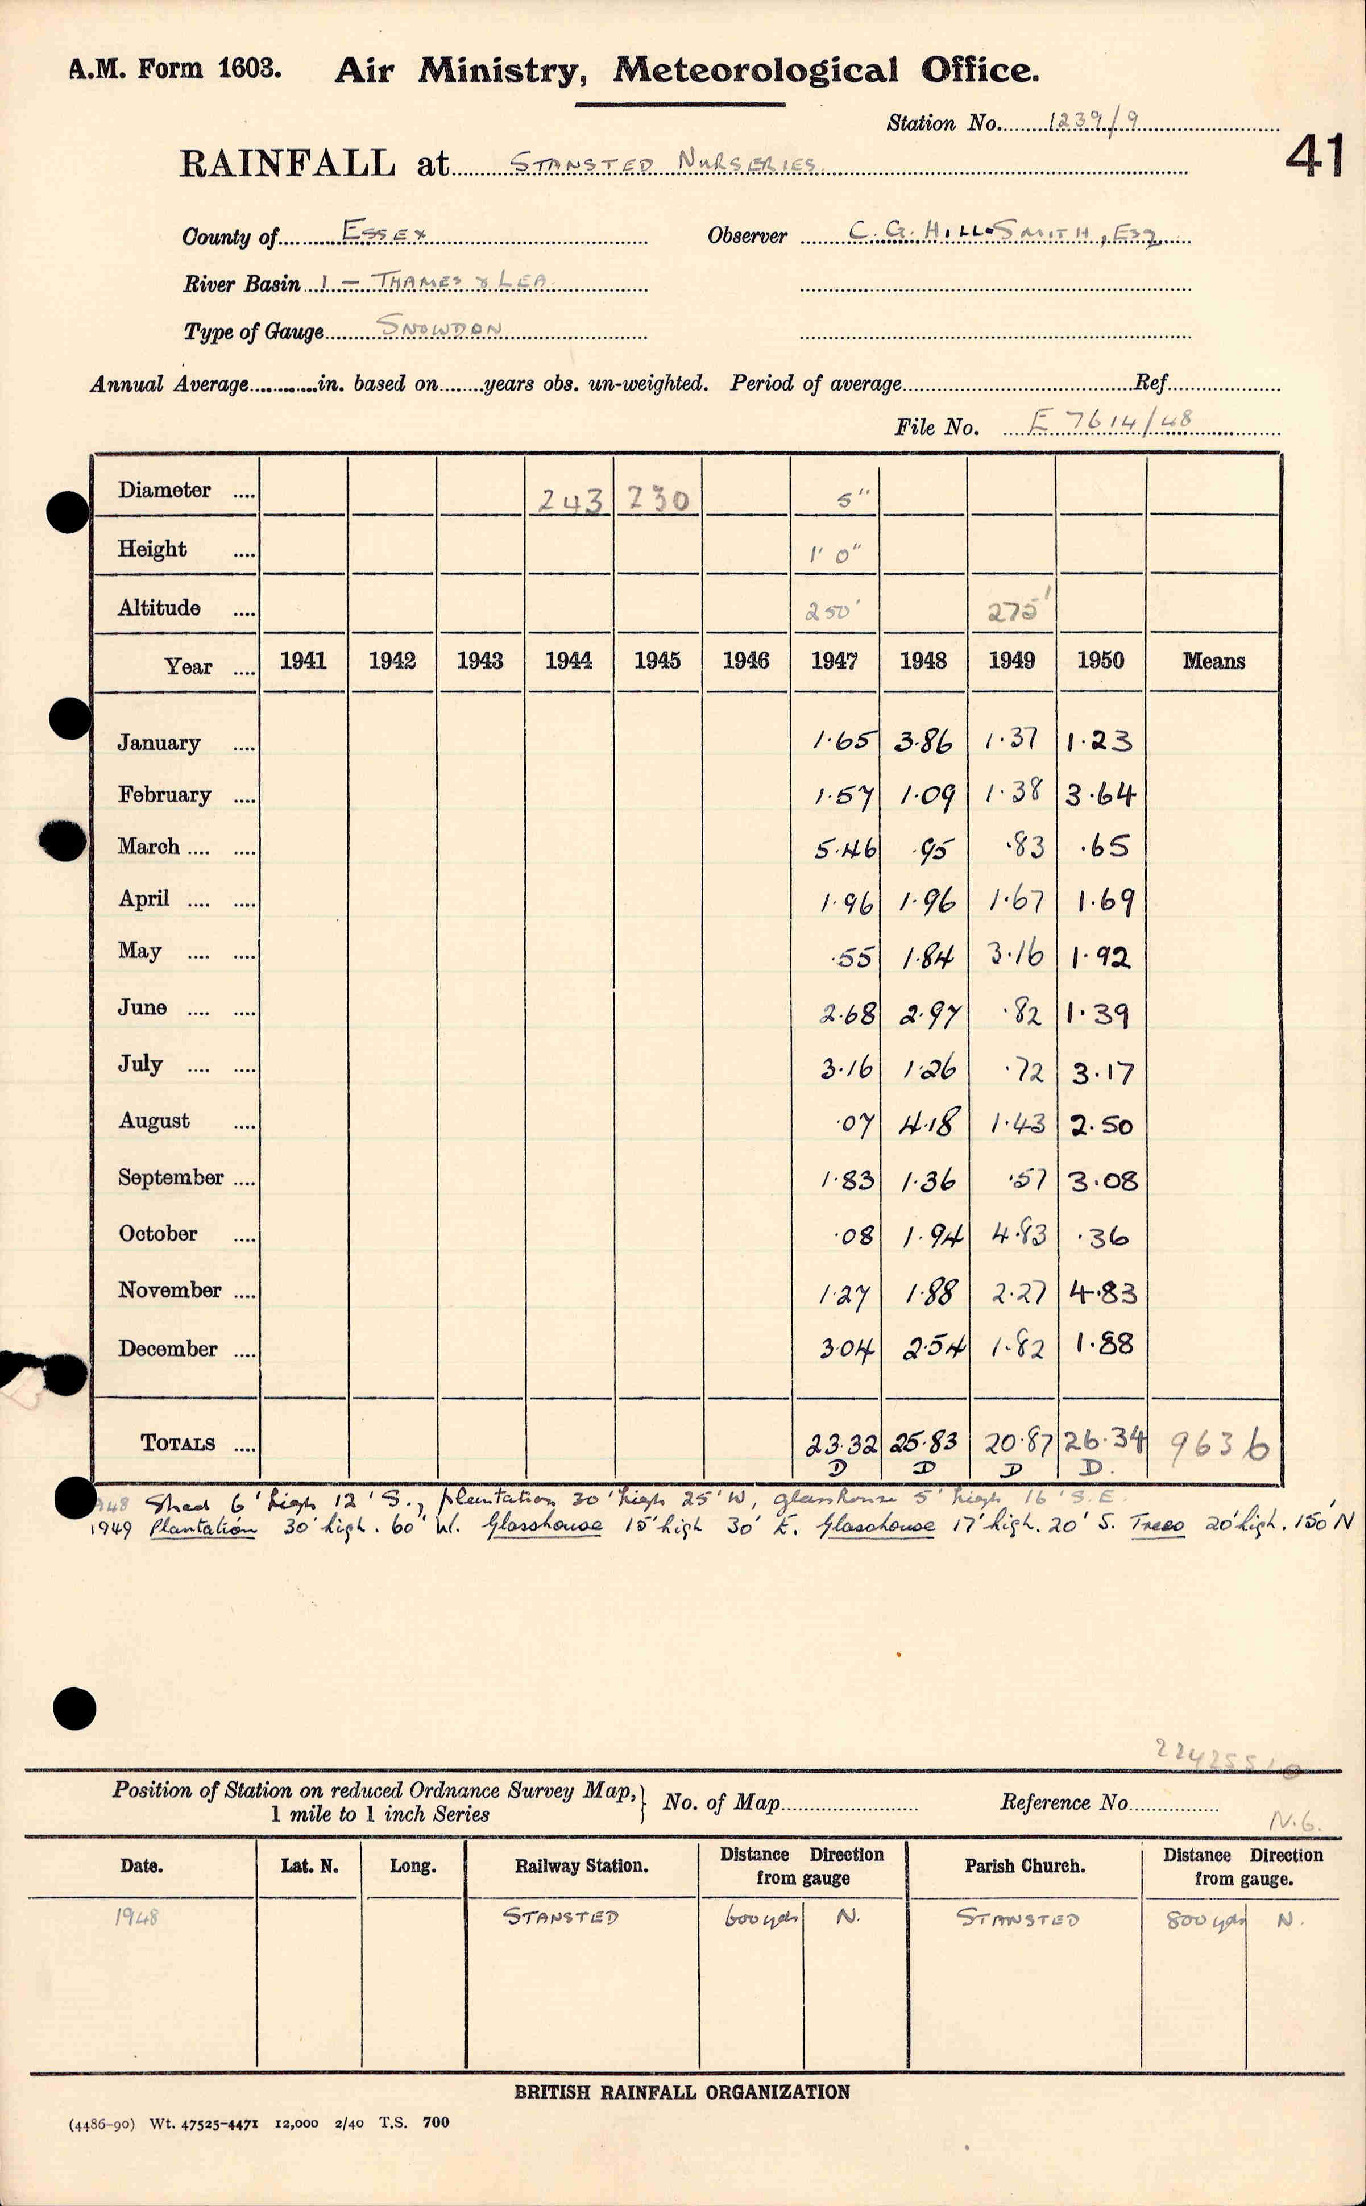 A.M. Form 1603. Air Ministry, Meteorological Office.
Station No. 1239/9
41
RAINFALL at STANSTED NURSERIES
County of ESSEX Observer C. G. HILL-SMITH, Esq
River Basin 1 — THAMES & LEA
Type of Gauge SNOWDON
Annual Average............in. based on.......years obs. un-weighted. Period of average Ref.
File No. E 7614/48
Diameter .... 243 230 5"
Height .... 1' 0"
Altitude .... 250' 275'
Year .... 1941 1942 1943 1944 1945 1946 1947 1948 1949 1950 Means
January .... 1.65 3.86 1.37 1.23
February .... 1.57 1.09 1.38 3.64
March .... .... 5.46 .95 .83 .65
April .... .... 1.96 1.96 1.67 1.69
May .... .... .55 1.84 3.16 1.92
June .... .... 2.68 2.97 .82 1.39
July .... .... 3.16 1.26 .72 3.17
August .... .07 4.18 1.43 2.50
September .... 1.83 1.36 .57 3.08
October .... .08 1.94 4.83 .36
November .... 1.27 1.88 2.27 4.83
December .... 3.04 2.54 1.82 1.88
TOTALS .... 23.32 25.83 20.87 26.34 9636
D D D D.
1948 Shed 6' high 12' S., plantation 30' high 25' W, glasshouse 5' high 16' S.E.
1949 Plantation 30' high. 60' W. Glasshouse 15' high 30' E. Glasshouse 17' high. 20' S. Trees 20' high. 150' N
Position of Station on reduced Ordnance Survey Map, 1 mile to 1 inch Series } No. of Map Reference No.
N.G.
Date. Lat. N. Long. Railway Station. Distance Direction from gauge Parish Church. Distance Direction from gauge.
1948 STANSTED 600 yds N. STANSTED 800 yds N.
BRITISH RAINFALL ORGANIZATION
(4486-90) Wt. 47525-4471 12,000 2/40 T.S. 700